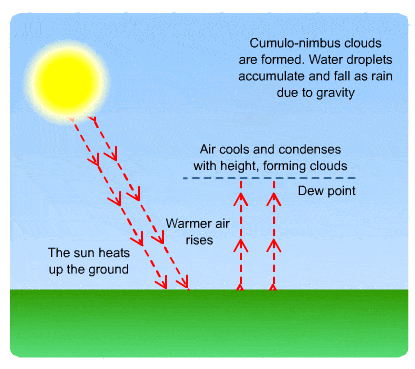 Cumulo-nimbus clouds
are formed. Water droplets
accumulate and fall as rain
due to gravity
Air cools and condenses
with height, forming clouds
Dew point
Warmer air
rises
The sun heats
up the ground